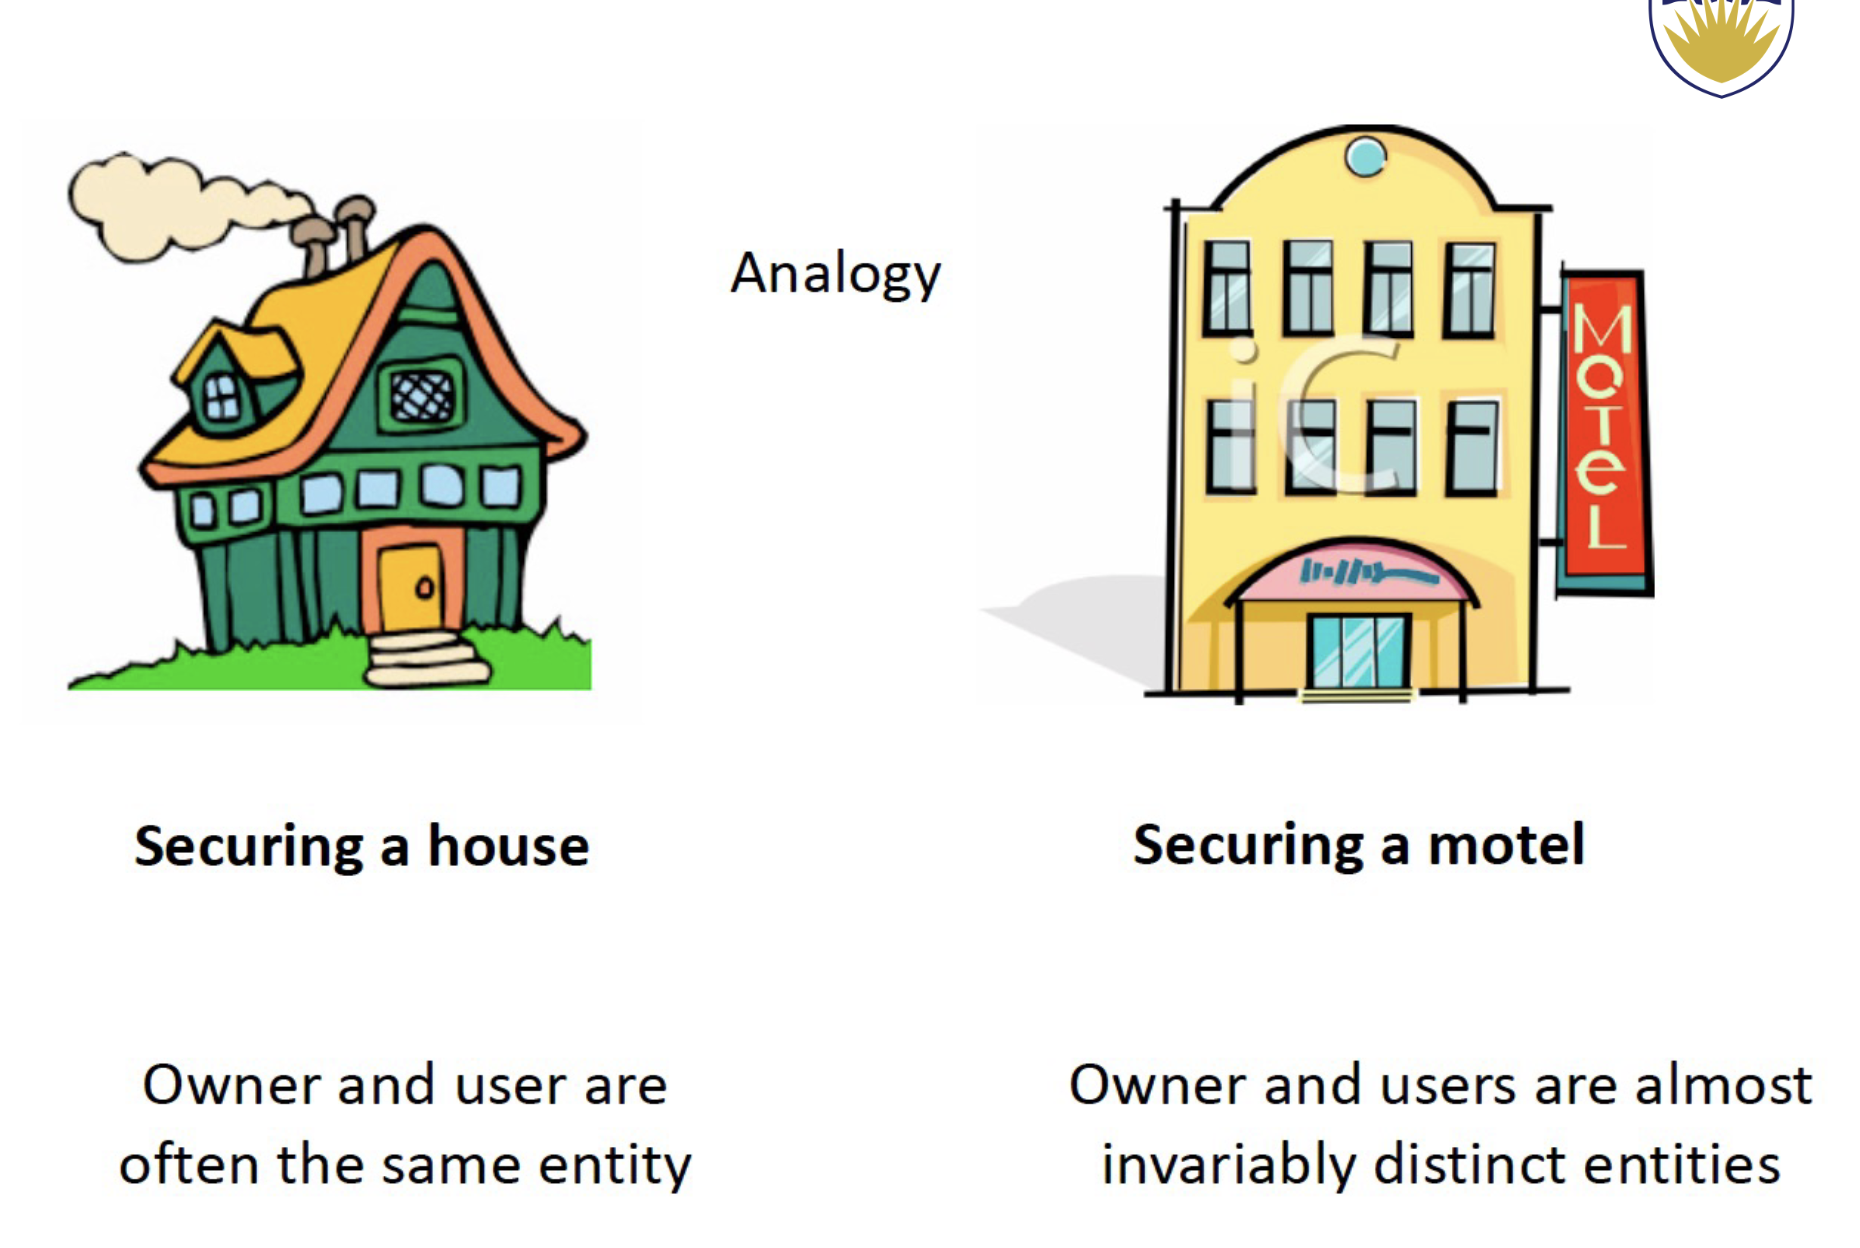 Analogy
MOTEL
iC
Securing a house
Securing a motel
Owner and user are
often the same entity
Owner and users are almost
invariably distinct entities